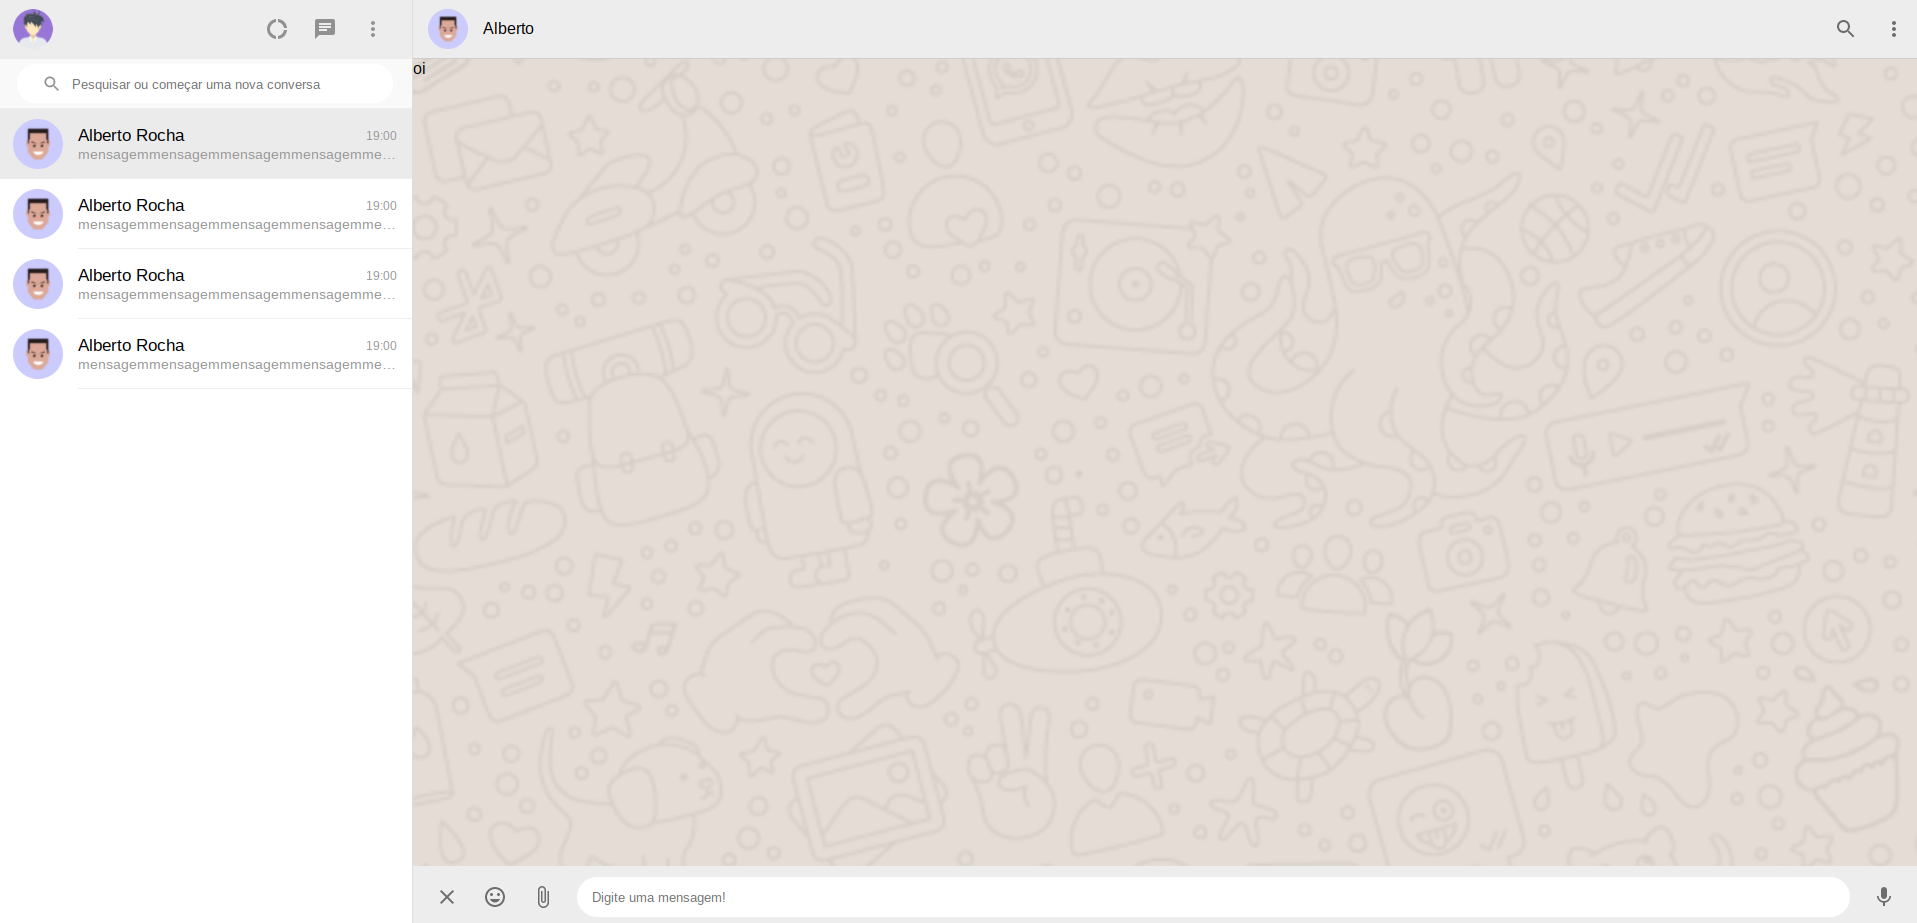 Pesquisar ou começar uma nova conversa
Alberto Rocha
19:00
mensagemmensagemmensagemmensagemme...
Alberto Rocha
19:00
mensagemmensagemmensagemmensagemme...
Alberto Rocha
19:00
mensagemmensagemmensagemmensagemme...
Alberto Rocha
19:00
mensagemmensagemmensagemmensagemme...
Alberto
oi
Digite uma mensagem!